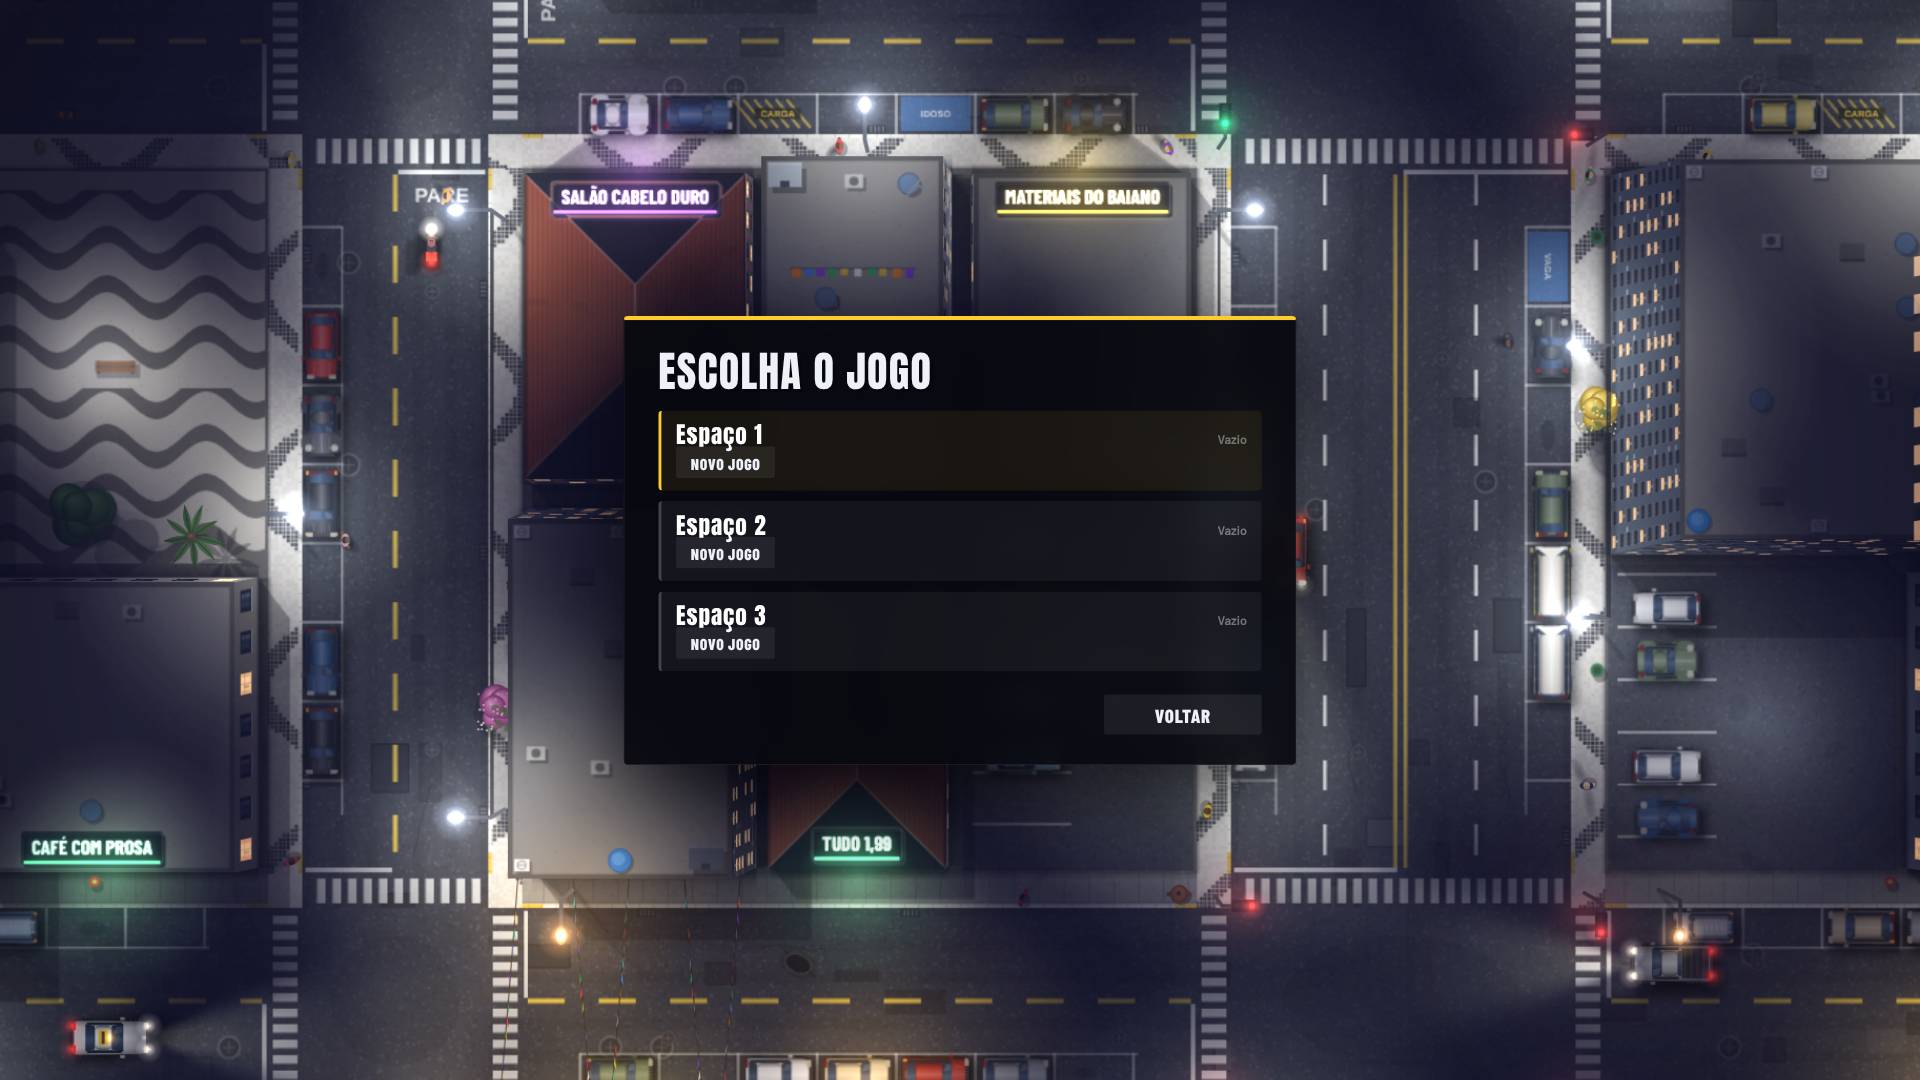 PA
CARGA
IDOSO
CARGA
PARE
SALÃO CABELO DURO
MATERIAIS DO BAIANO
VAGA
ESCOLHA O JOGO
Espaço 1
Vazio
NOVO JOGO
Espaço 2
Vazio
NOVO JOGO
Espaço 3
Vazio
NOVO JOGO
VOLTAR
CAFÉ COM PROSA
TUDO 1,99